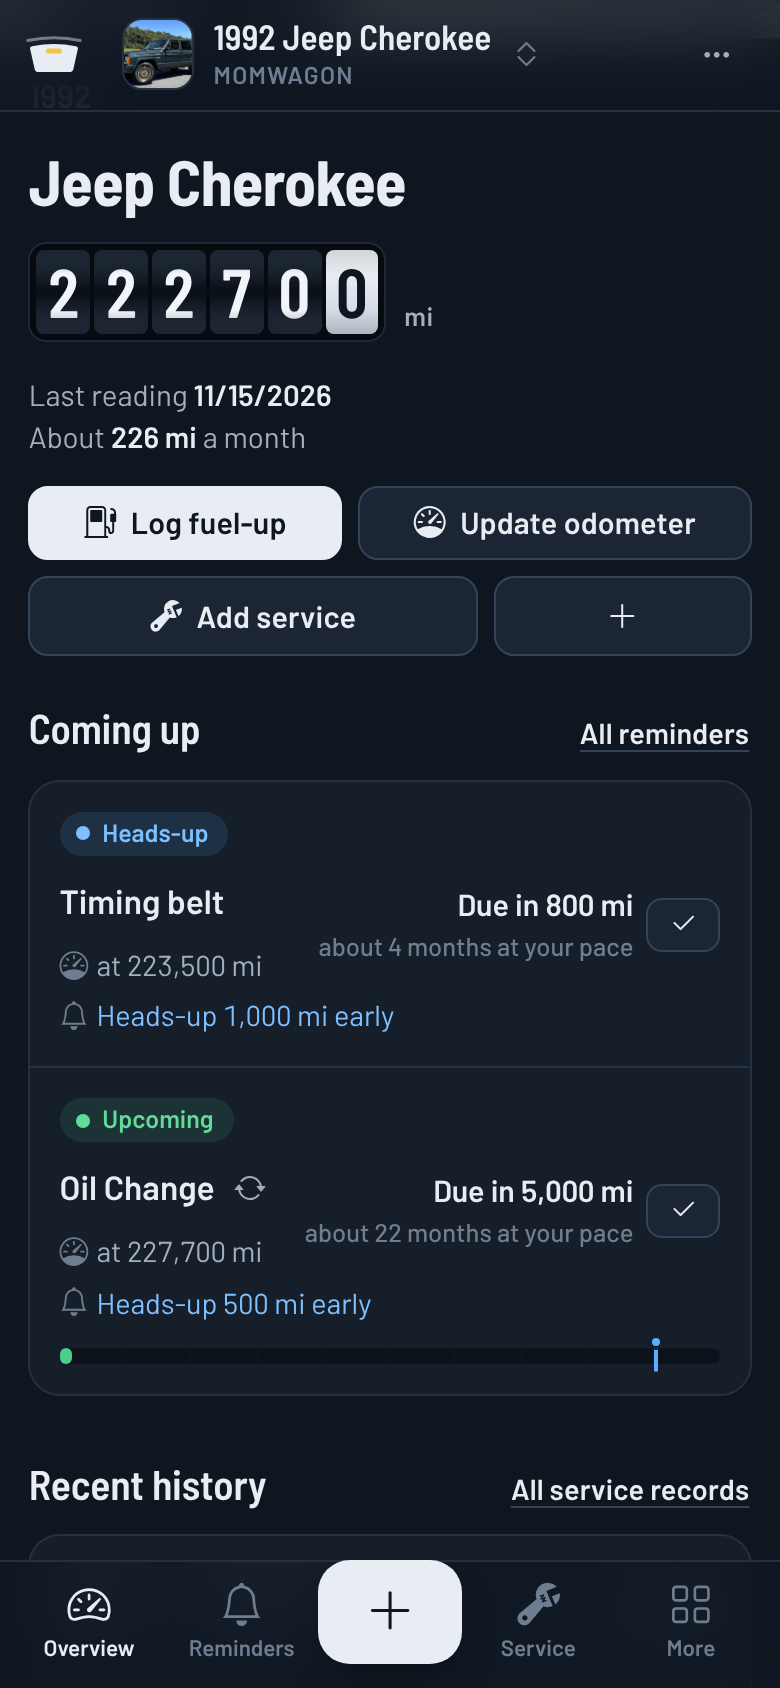 1992 Jeep Cherokee
MOMWAGON
1992
Jeep Cherokee
222700 mi
Last reading 11/15/2026
About 226 mi a month
Log fuel-up
Update odometer
Add service
Coming up
All reminders
Heads-up
Timing belt
Due in 800 mi
about 4 months at your pace
at 223,500 mi
Heads-up 1,000 mi early
Upcoming
Oil Change
Due in 5,000 mi
about 22 months at your pace
at 227,700 mi
Heads-up 500 mi early
Recent history
All service records
Overview
Reminders
Service
More